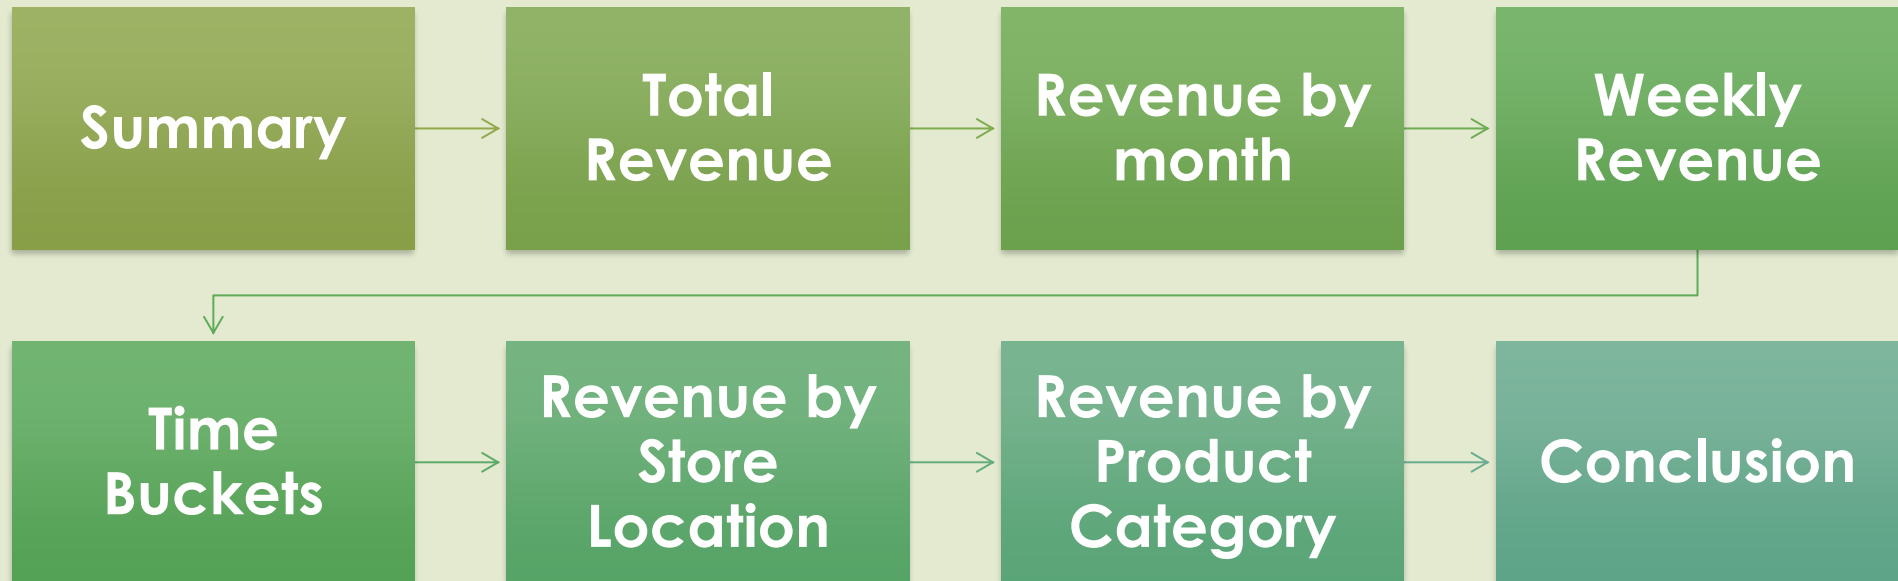 Summary
Total
Revenue
Revenue by
month
Weekly
Revenue
Time
Buckets
Revenue by
Store
Location
Revenue by
Product
Category
Conclusion